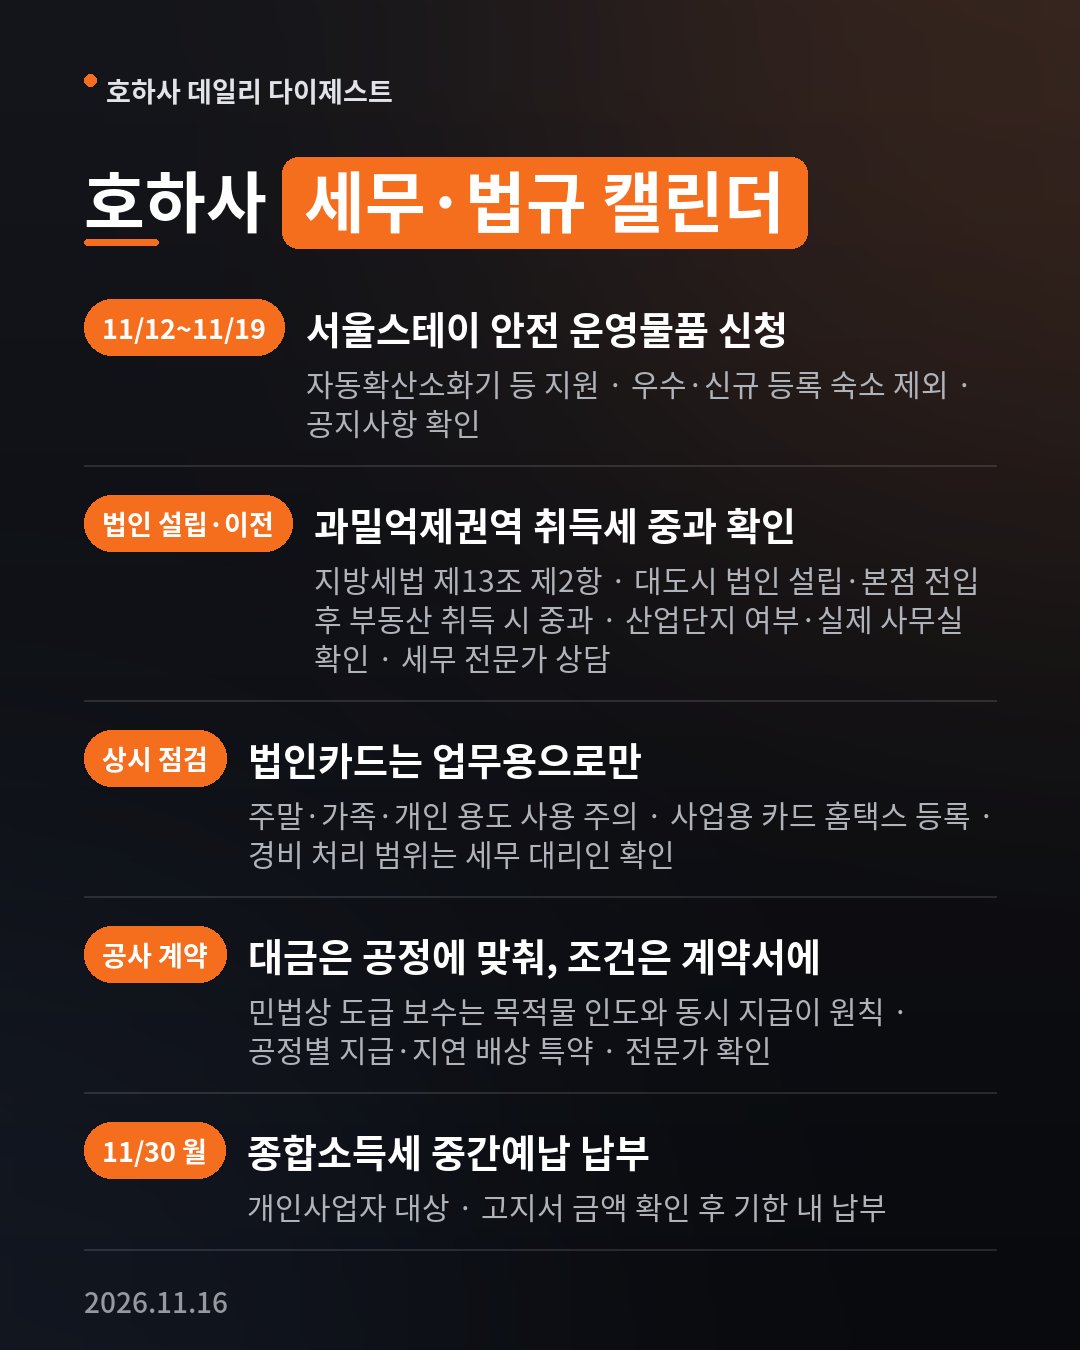 호하사 데일리 다이제스트
호하사 세무·법규 캘린더
11/12~11/19 서울스테이 안전 운영물품 신청
자동확산소화기 등 지원 · 우수·신규 등록 숙소 제외 ·
공지사항 확인
법인 설립·이전 과밀억제권역 취득세 중과 확인
지방세법 제13조 제2항 · 대도시 법인 설립·본점 전입
후 부동산 취득 시 중과 · 산업단지 여부·실제 사무실
확인 · 세무 전문가 상담
상시 점검 법인카드는 업무용으로만
주말·가족·개인 용도 사용 주의 · 사업용 카드 홈택스 등록 ·
경비 처리 범위는 세무 대리인 확인
공사 계약 대금은 공정에 맞춰, 조건은 계약서에
민법상 도급 보수는 목적물 인도와 동시 지급이 원칙 ·
공정별 지급·지연 배상 특약 · 전문가 확인
11/30 월 종합소득세 중간예납 납부
개인사업자 대상 · 고지서 금액 확인 후 기한 내 납부
2026.11.16